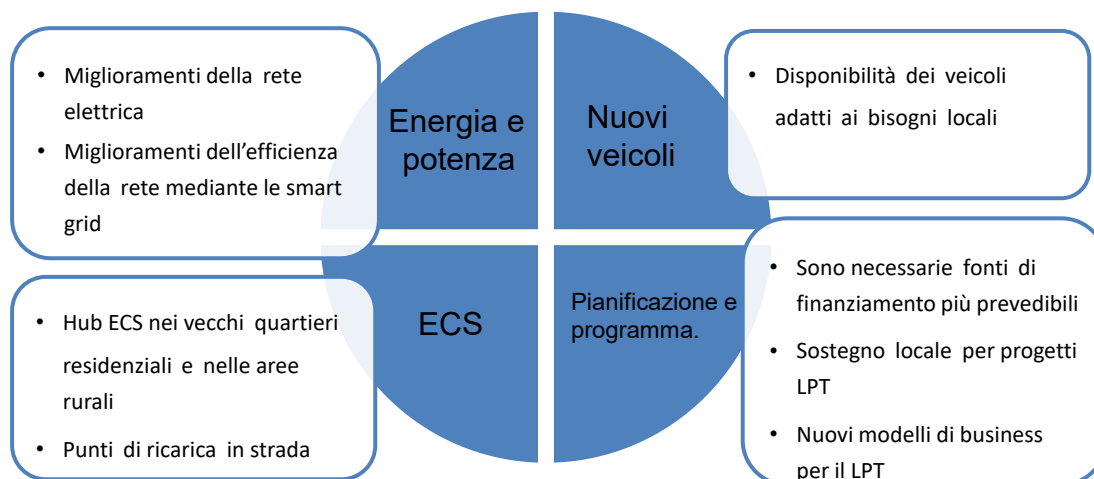 • Miglioramenti della rete
elettrica
• Miglioramenti dell'efficienza
della rete mediante le smart
grid
Energia e
potenza
Nuovi
veicoli
• Disponibilità dei veicoli
adatti ai bisogni locali
• Hub ECS nei vecchi quartieri
residenziali e nelle aree
rurali
• Punti di ricarica in strada
ECS
Pianificazione e
programma.
• Sono necessarie fonti di
finanziamento più prevedibili
• Sostegno locale per progetti
LPT
• Nuovi modelli di business
per il LPT